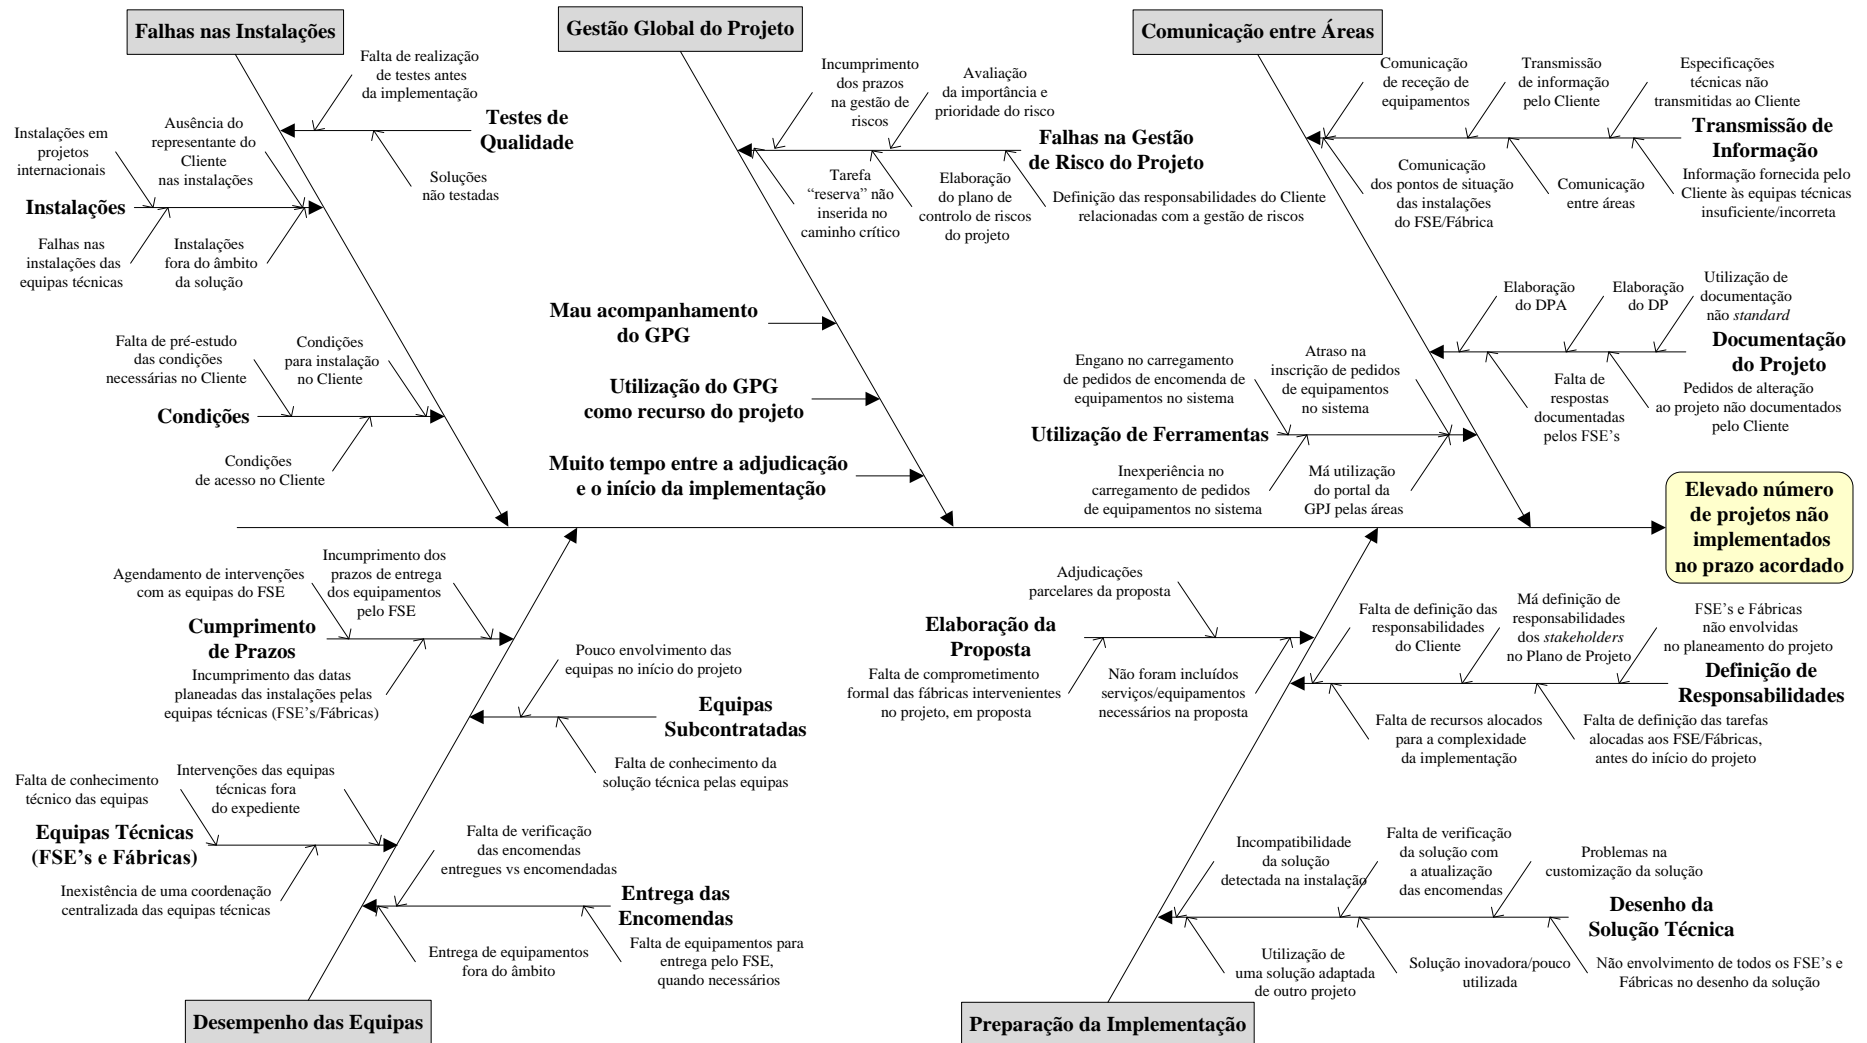 Falhas nas Instalações
Gestão Global do Projeto
Comunicação entre Áreas
Falta de realização
de testes antes
da implementação
Testes de
Qualidade
Soluções
não testadas
Instalações em
projetos
internacionais
Ausência do
representante do
Cliente
nas instalações
Instalações
Falhas nas
instalações das
equipas técnicas
Instalações
fora do âmbito
da solução
Falta de pré-estudo
das condições
necessárias no Cliente
Condições
para instalação
no Cliente
Condições
Condições
de acesso no Cliente
Incumprimento
dos prazos
na gestão de
riscos
Avaliação
da importância e
prioridade do risco
Falhas na Gestão
de Risco do Projeto
Tarefa
“reserva” não
inserida no
caminho crítico
Elaboração
do plano de
controlo de riscos
do projeto
Definição das responsabilidades do Cliente
relacionadas com a gestão de riscos
Mau acompanhamento
do GPG
Utilização do GPG
como recurso do projeto
Muito tempo entre a adjudicação
e o início da implementação
Comunicação
de receção de
equipamentos
Transmissão
de informação
pelo Cliente
Especificações
técnicas não
transmitidas ao Cliente
Transmissão de
Informação
Comunicação
dos pontos de situação
das instalações
do FSE/Fábrica
Comunicação
entre áreas
Informação fornecida pelo
Cliente às equipas técnicas
insuficiente/incorreta
Elaboração
do DPA
Elaboração
do DP
Utilização de
documentação
não standard
Documentação
do Projeto
Falta de
respostas
documentadas
pelos FSE’s
Pedidos de alteração
ao projeto não documentados
pelo Cliente
Engano no carregamento
de pedidos de encomenda de
equipamentos no sistema
Atraso na
inscrição de pedidos
de equipamentos
no sistema
Utilização de Ferramentas
Inexperiência no
carregamento de pedidos
de equipamentos no sistema
Má utilização
do portal da
GPJ pelas áreas
Elevado número
de projetos não
implementados
no prazo acordado
Agendamento de intervenções
com as equipas do FSE
Incumprimento dos
prazos de entrega
dos equipamentos
pelo FSE
Cumprimento
de Prazos
Incumprimento das datas
planeadas das instalações pelas
equipas técnicas (FSE’s/Fábricas)
Pouco envolvimento das
equipas no início do projeto
Equipas
Subcontratadas
Falta de conhecimento da
solução técnica pelas equipas
Falta de conhecimento
técnico das equipas
Intervenções das equipas
técnicas fora
do expediente
Equipas Técnicas
(FSE’s e Fábricas)
Inexistência de uma coordenação
centralizada das equipas técnicas
Falta de verificação
das encomendas
entregues vs encomendadas
Entrega das
Encomendas
Entrega de equipamentos
fora do âmbito
Falta de equipamentos para
entrega pelo FSE,
quando necessários
Adjudicações
parcelares da proposta
Elaboração da
Proposta
Falta de comprometimento
formal das fábricas intervenientes
no projeto, em proposta
Não foram incluídos
serviços/equipamentos
necessários na proposta
Falta de definição das
responsabilidades
do Cliente
Má definição de
responsabilidades
dos stakeholders
no Plano de Projeto
FSE’s e Fábricas
não envolvidas
no planeamento do projeto
Definição de
Responsabilidades
Falta de recursos alocados
para a complexidade
da implementação
Falta de definição das tarefas
alocadas aos FSE/Fábricas,
antes do início do projeto
Incompatibilidade
da solução
detectada na instalação
Falta de verificação
da solução com
a atualização
das encomendas
Problemas na
customização da solução
Desenho da
Solução Técnica
Utilização de
uma solução adaptada
de outro projeto
Solução inovadora/pouco
utilizada
Não envolvimento de todos os FSE’s e
Fábricas no desenho da solução
Desempenho das Equipas
Preparação da Implementação